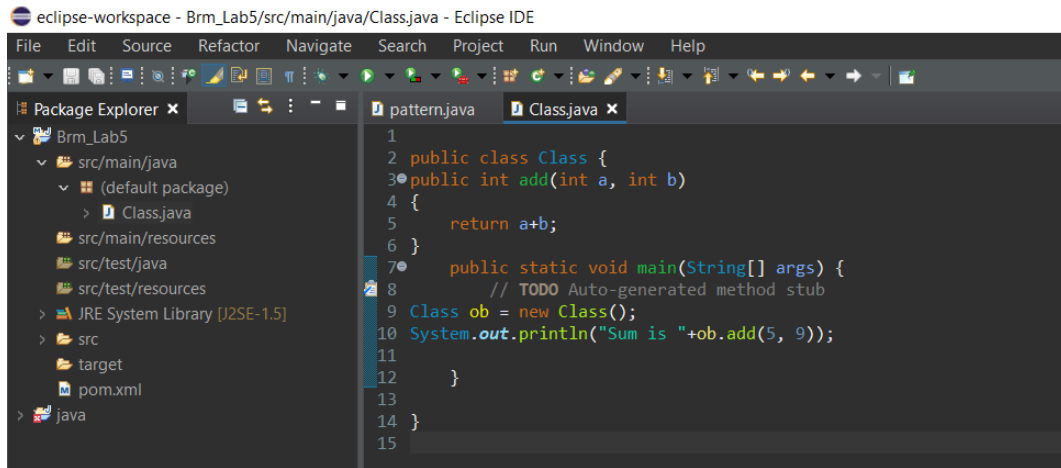 eclipse-workspace - Brm_Lab5/src/main/java/Class.java - Eclipse IDE
File Edit Source Refactor Navigate Search Project Run Window Help
Package Explorer
Brm_Lab5
src/main/java
(default package)
Class.java
src/main/resources
src/test/java
src/test/resources
JRE System Library [J2SE-1.5]
src
target
pom.xml
java
pattern.java Class.java
1
2 public class Class {
3 public int add(int a, int b)
4 {
5     return a+b;
6 }
7     public static void main(String[] args) {
8         // TODO Auto-generated method stub
9 Class ob = new Class();
10 System.out.println("Sum is "+ob.add(5, 9));
11
12     }
13
14 }
15